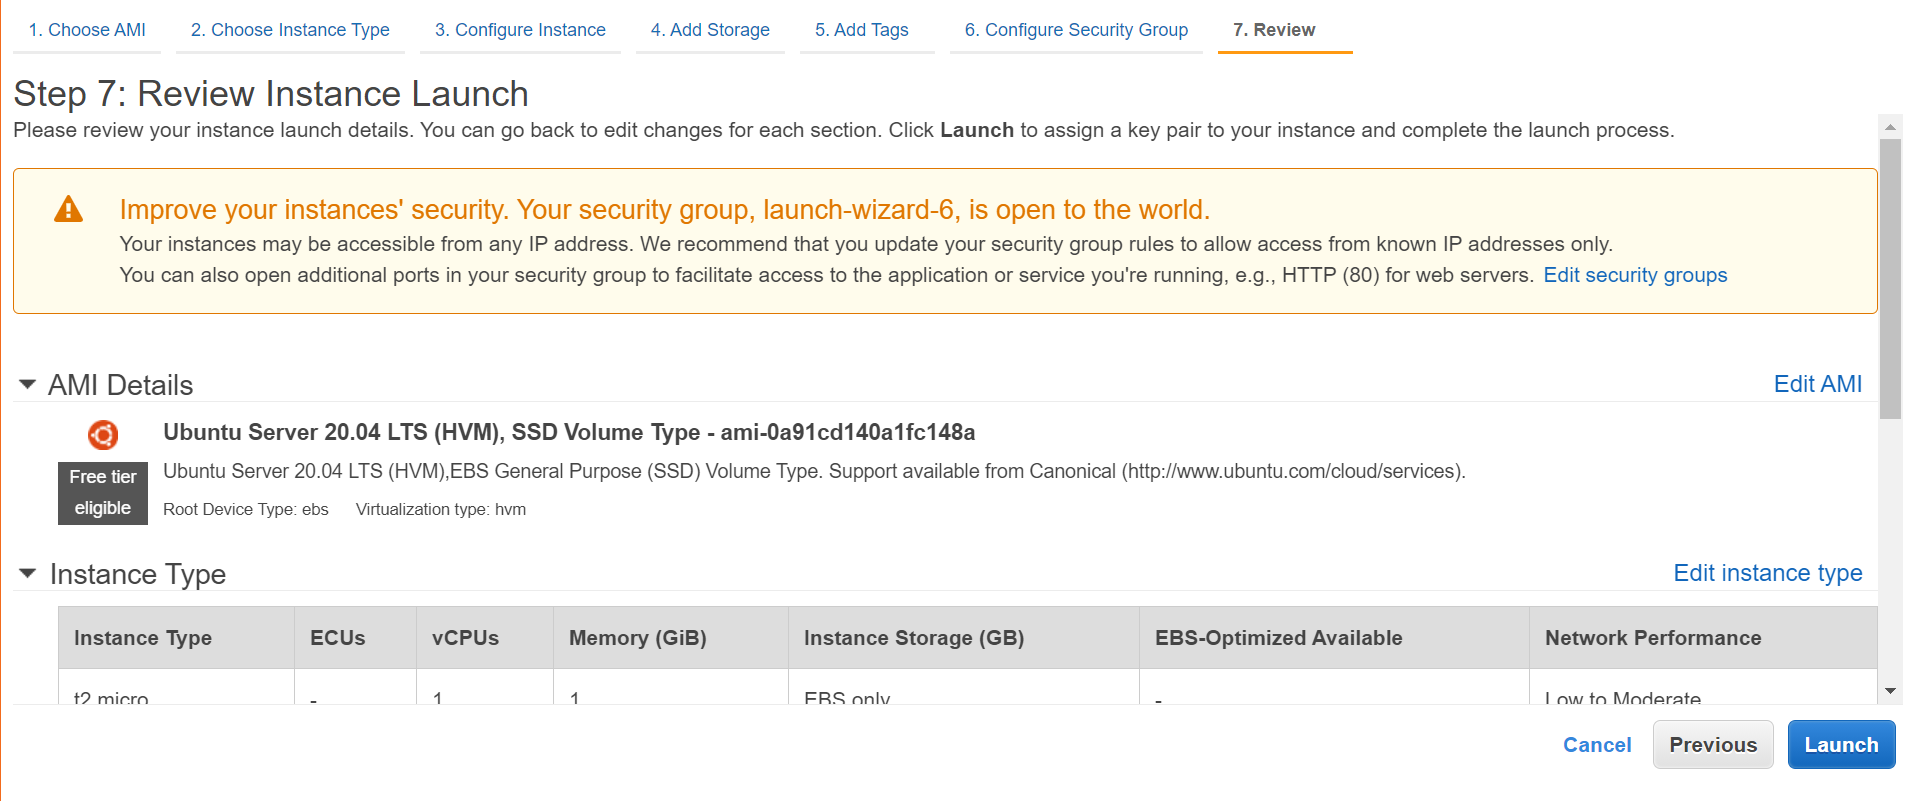 1. Choose AMI 2. Choose Instance Type 3. Configure Instance 4. Add Storage 5. Add Tags 6. Configure Security Group 7. Review
Step 7: Review Instance Launch
Please review your instance launch details. You can go back to edit changes for each section. Click Launch to assign a key pair to your instance and complete the launch process.
Improve your instances' security. Your security group, launch-wizard-6, is open to the world.
Your instances may be accessible from any IP address. We recommend that you update your security group rules to allow access from known IP addresses only.
You can also open additional ports in your security group to facilitate access to the application or service you're running, e.g., HTTP (80) for web servers. Edit security groups
AMI Details Edit AMI
Ubuntu Server 20.04 LTS (HVM), SSD Volume Type - ami-0a91cd140a1fc148a
Free tier eligible
Ubuntu Server 20.04 LTS (HVM),EBS General Purpose (SSD) Volume Type. Support available from Canonical (http://www.ubuntu.com/cloud/services).
Root Device Type: ebs Virtualization type: hvm
Instance Type Edit instance type
Instance Type ECUs vCPUs Memory (GiB) Instance Storage (GB) EBS-Optimized Available Network Performance
t2.micro - 1 1 EBS only - Low to Moderate
Cancel Previous Launch